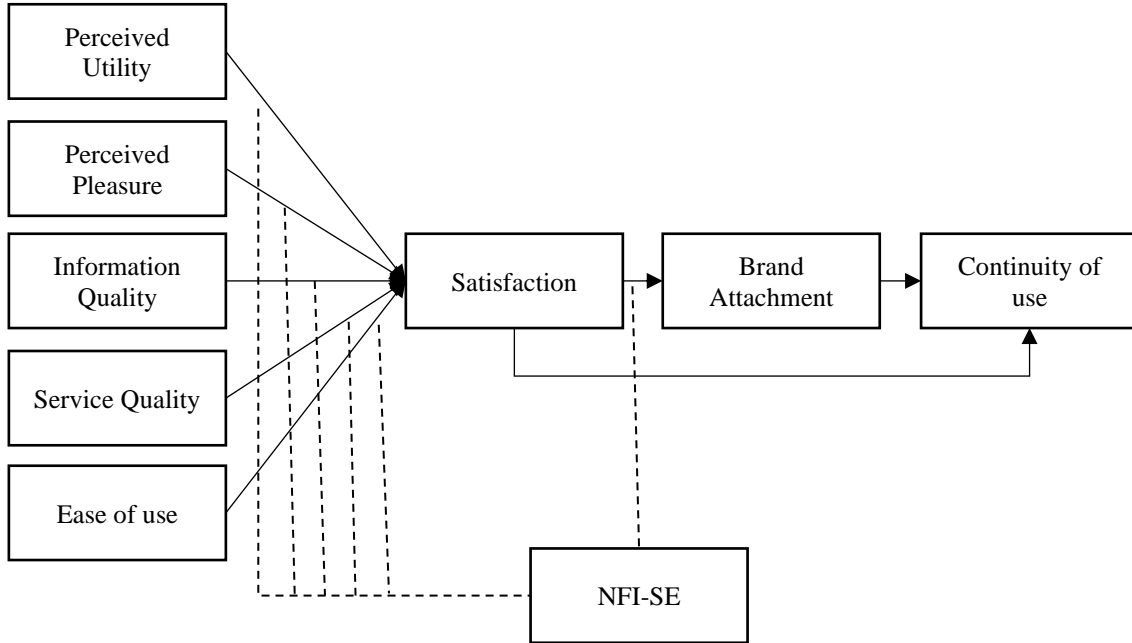 Perceived
Utility
Perceived
Pleasure
Information
Quality
Service Quality
Ease of use
Satisfaction
Brand
Attachment
Continuity of
use
NFI-SE